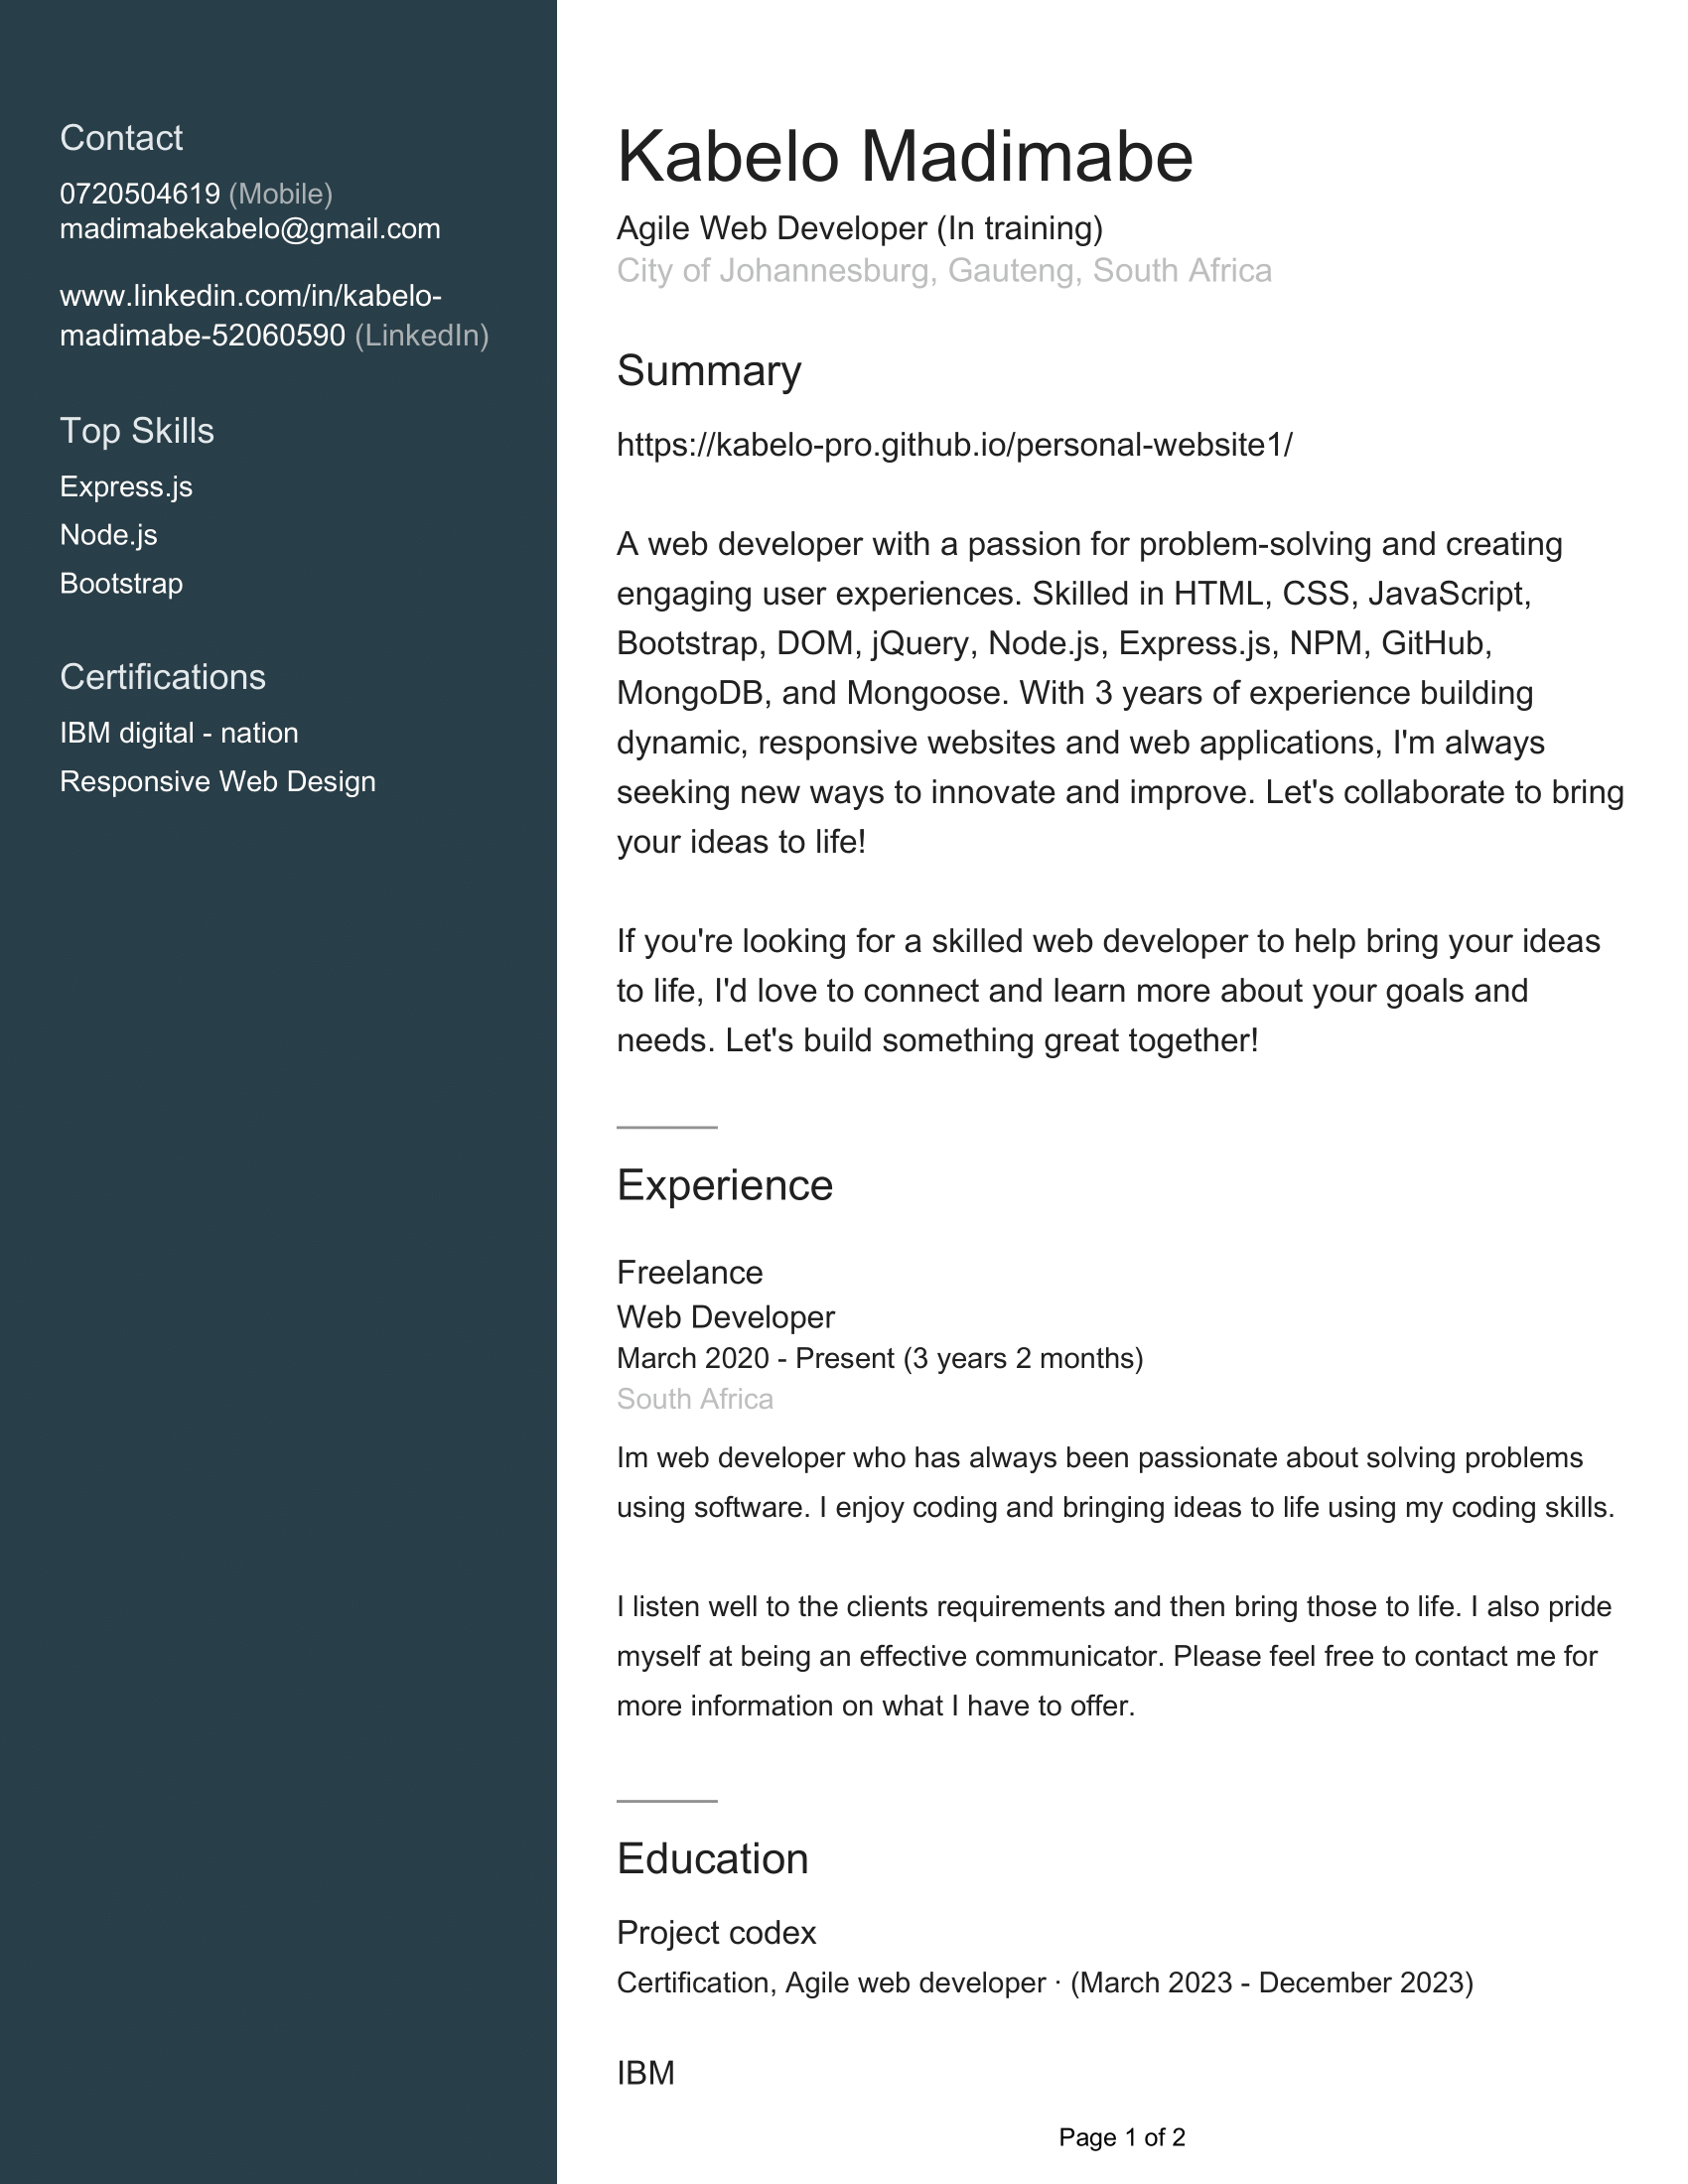 Contact
0720504619 (Mobile)
madimabekabelo@gmail.com
www.linkedin.com/in/kabelo-
madimabe-52060590 (LinkedIn)
Top Skills
Express.js
Node.js
Bootstrap
Certifications
IBM digital - nation
Responsive Web Design
Kabelo Madimabe
Agile Web Developer (In training)
City of Johannesburg, Gauteng, South Africa
Summary
https://kabelo-pro.github.io/personal-website1/
A web developer with a passion for problem-solving and creating
engaging user experiences. Skilled in HTML, CSS, JavaScript,
Bootstrap, DOM, jQuery, Node.js, Express.js, NPM, GitHub,
MongoDB, and Mongoose. With 3 years of experience building
dynamic, responsive websites and web applications, I'm always
seeking new ways to innovate and improve. Let's collaborate to bring
your ideas to life!
If you're looking for a skilled web developer to help bring your ideas
to life, I'd love to connect and learn more about your goals and
needs. Let's build something great together!
Experience
Freelance
Web Developer
March 2020 - Present (3 years 2 months)
South Africa
Im web developer who has always been passionate about solving problems
using software. I enjoy coding and bringing ideas to life using my coding skills.
I listen well to the clients requirements and then bring those to life. I also pride
myself at being an effective communicator. Please feel free to contact me for
more information on what I have to offer.
Education
Project codex
Certification, Agile web developer · (March 2023 - December 2023)
IBM
Page 1 of 2